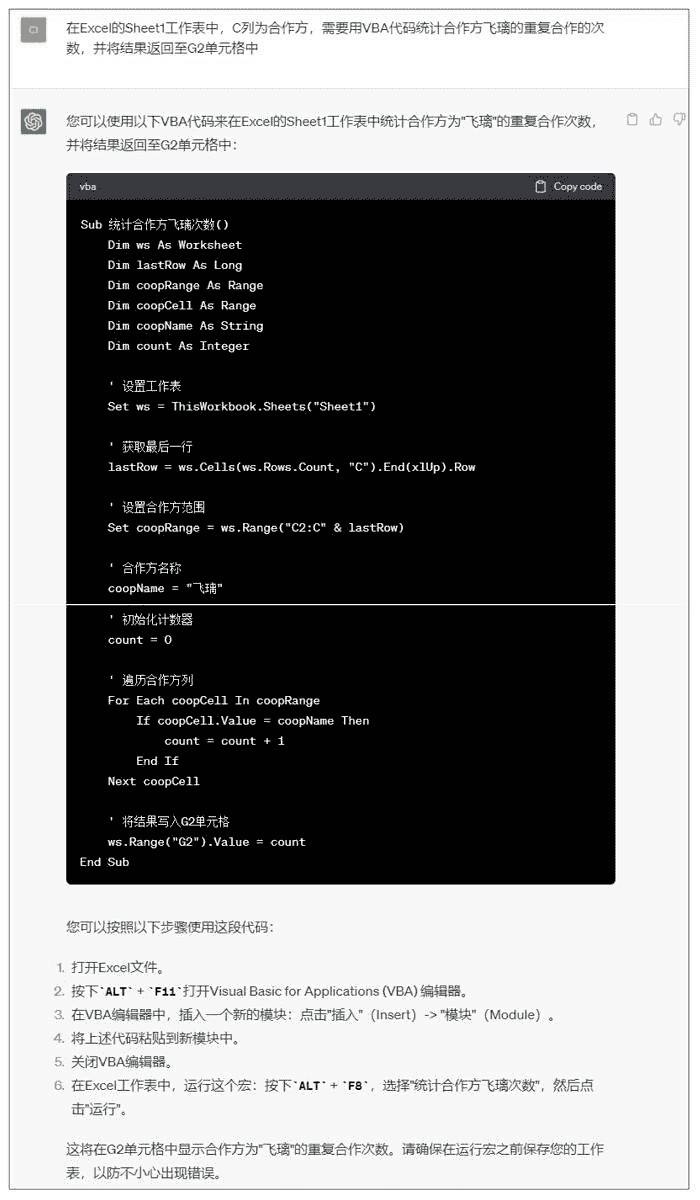 CI
在Excel的Sheet1工作表中，C列为合作方，需要用VBA代码统计合作方飞璃的重复合作的次
数，并将结果返回至G2单元格中
您可以使用以下VBA代码来在Excel的Sheet1工作表中统计合作方为"飞璃"的重复合作次数，
并将结果返回至G2单元格中：
vba
Copy code
Sub 统计合作方飞璃次数()
Dim ws As Worksheet
Dim lastRow As Long
Dim coopRange As Range
Dim coopCell As Range
Dim coopName As String
Dim count As Integer
' 设置工作表
Set ws = ThisWorkbook.Sheets("Sheet1")
' 获取最后一行
lastRow = ws.Cells(ws.Rows.Count, "C").End(xlUp).Row
' 设置合作方范围
Set coopRange = ws.Range("C2:C" & lastRow)
' 合作方名称
coopName = "飞璃"
' 初始化计数器
count = 0
' 遍历合作方列
For Each coopCell In coopRange
If coopCell.Value = coopName Then
count = count + 1
End If
Next coopCell
' 将结果写入G2单元格
ws.Range("G2").Value = count
End Sub
您可以按照以下步骤使用这段代码：
1. 打开Excel文件。
2. 按下`ALT` + `F11`打开Visual Basic for Applications (VBA) 编辑器。
3. 在VBA编辑器中，插入一个新的模块：点击"插入"（Insert）-> "模块"（Module）。
4. 将上述代码粘贴到新模块中。
5. 关闭VBA编辑器。
6. 在Excel工作表中，运行这个宏：按下`ALT` + `F8`，选择"统计合作方飞璃次数"，然后点
击"运行"。
这将在G2单元格中显示合作方为"飞璃"的重复合作次数。请确保在运行宏之前保存您的工作
表，以防不小心出现错误。